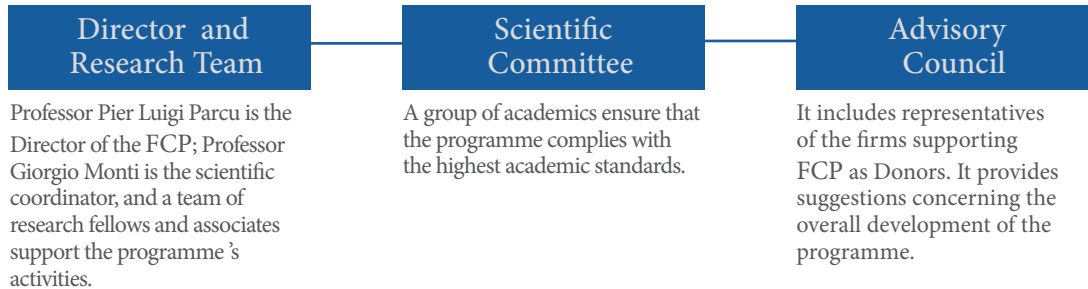 Director and
Research Team
Professor Pier Luigi Parcu is the
Director of the FCP; Professor
Giorgio Monti is the scientific
coordinator, and a team of
research fellows and associates
support the programme 's
activities.
Scientific
Committee
A group of academics ensure that
the programme complies with
the highest academic standards.
Advisory
Council
It includes representatives
of the firms supporting
FCP as Donors. It provides
suggestions concerning the
overall development of the
programme.